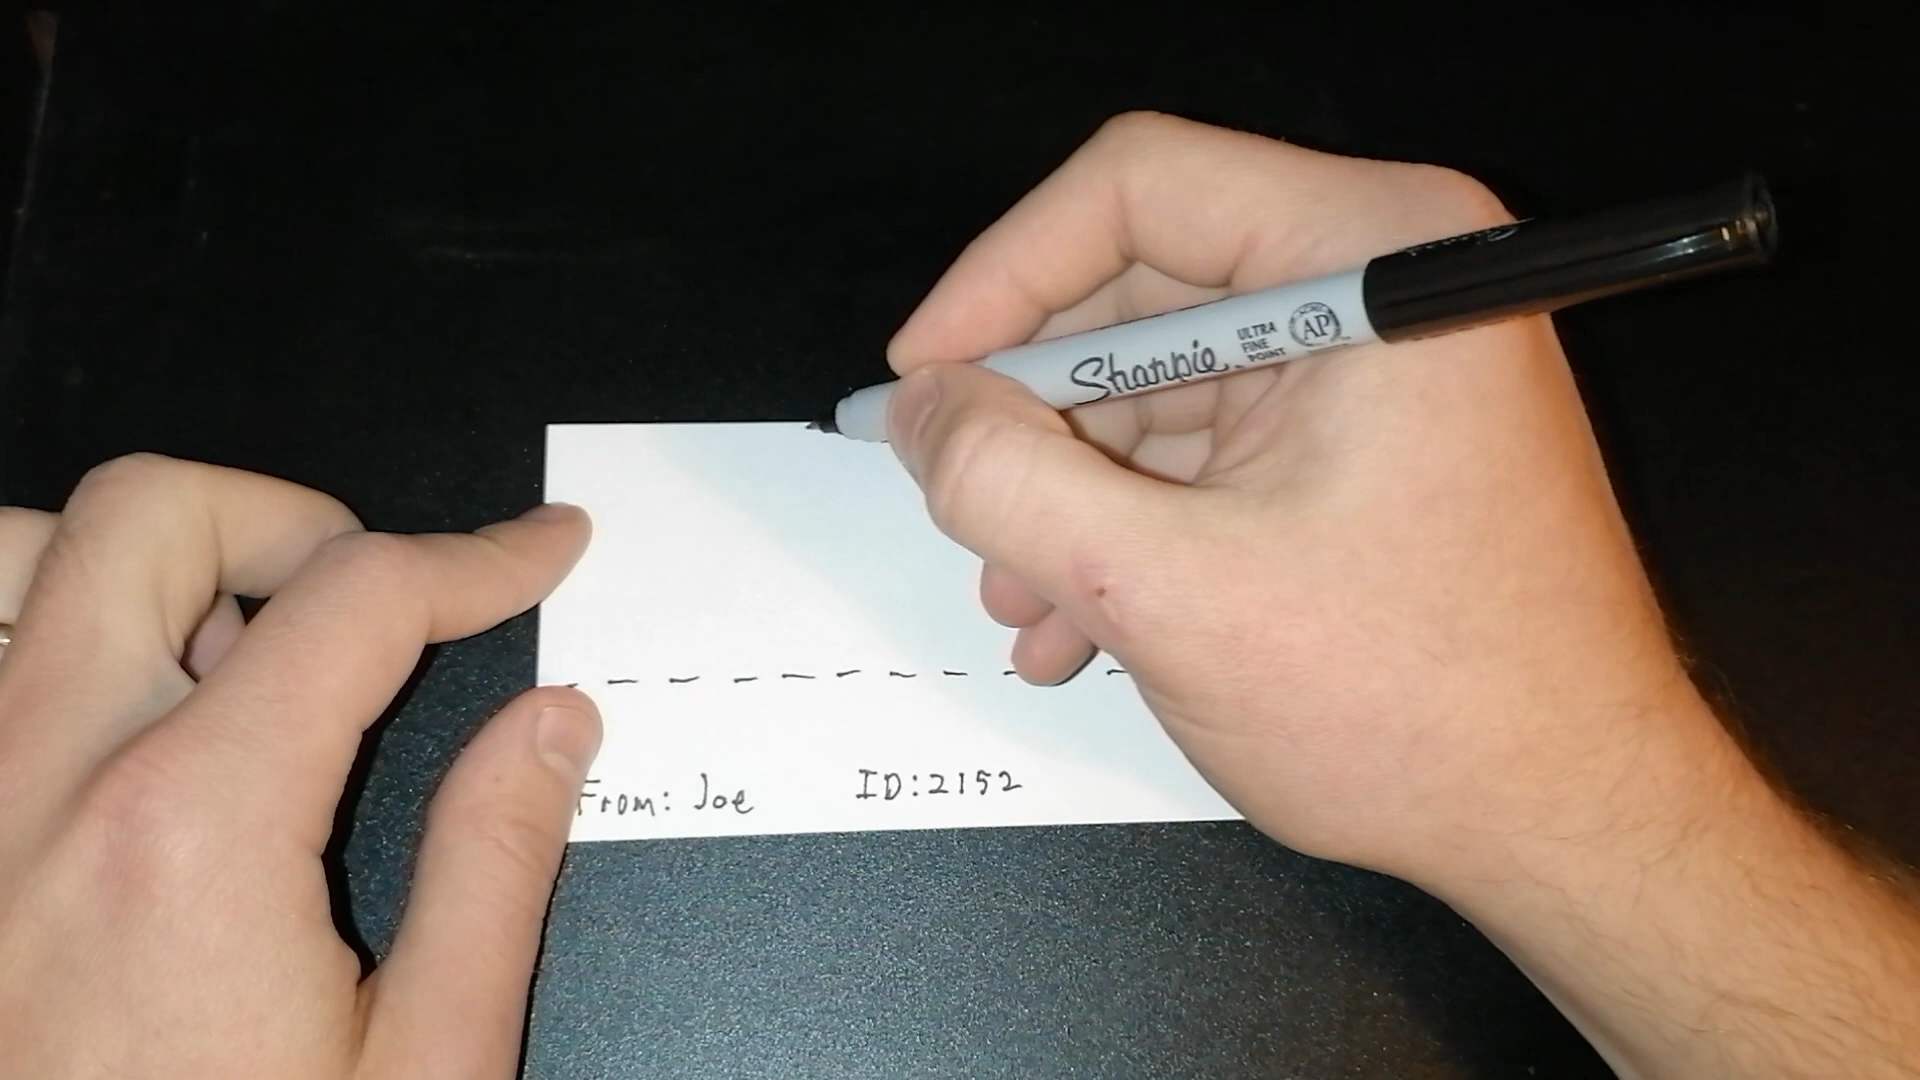 Sharpie
ULTRA
FINE
POINT
AP
From: Joe ID:2152